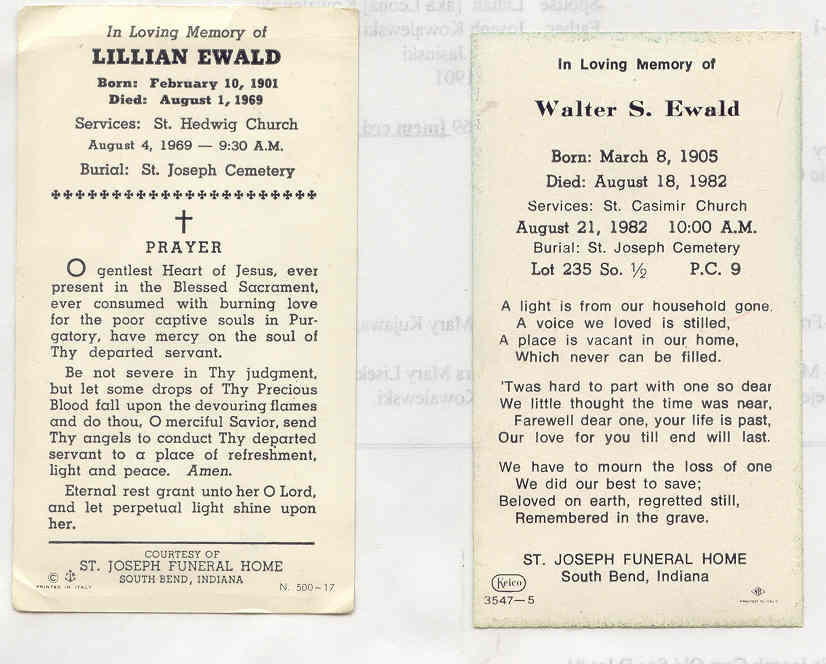 In Loving Memory of
LILLIAN EWALD
Born: February 10, 1901
Died: August 1, 1969
Services: St. Hedwig Church
August 4, 1969 — 9:30 A.M.
Burial: St. Joseph Cemetery
PRAYER
O gentlest Heart of Jesus, ever
present in the Blessed Sacrament,
ever consumed with burning love
for the poor captive souls in Pur-
gatory, have mercy on the soul of
Thy departed servant.
Be not severe in Thy judgment,
but let some drops of Thy Precious
Blood fall upon the devouring flames
and do thou, O merciful Savior, send
Thy angels to conduct Thy departed
servant to a place of refreshment,
light and peace. Amen.
Eternal rest grant unto her O Lord,
and let perpetual light shine upon
her.
COURTESY OF
ST. JOSEPH FUNERAL HOME
SOUTH BEND, INDIANA
©
PRINTED IN ITALY
N. 500-17
In Loving Memory of
Walter S. Ewald
Born: March 8, 1905
Died: August 18, 1982
Services: St. Casimir Church
August 21, 1982 10:00 A.M.
Burial: St. Joseph Cemetery
Lot 235 So. ½ P.C. 9
A light is from our household gone.
A voice we loved is stilled,
A place is vacant in our home,
Which never can be filled.
'Twas hard to part with one so dear
We little thought the time was near,
Farewell dear one, your life is past,
Our love for you till end will last.
We have to mourn the loss of one
We did our best to save;
Beloved on earth, regretted still,
Remembered in the grave.
ST. JOSEPH FUNERAL HOME
South Bend, Indiana
Kelco
3547—5
PRINTED IN ITALY